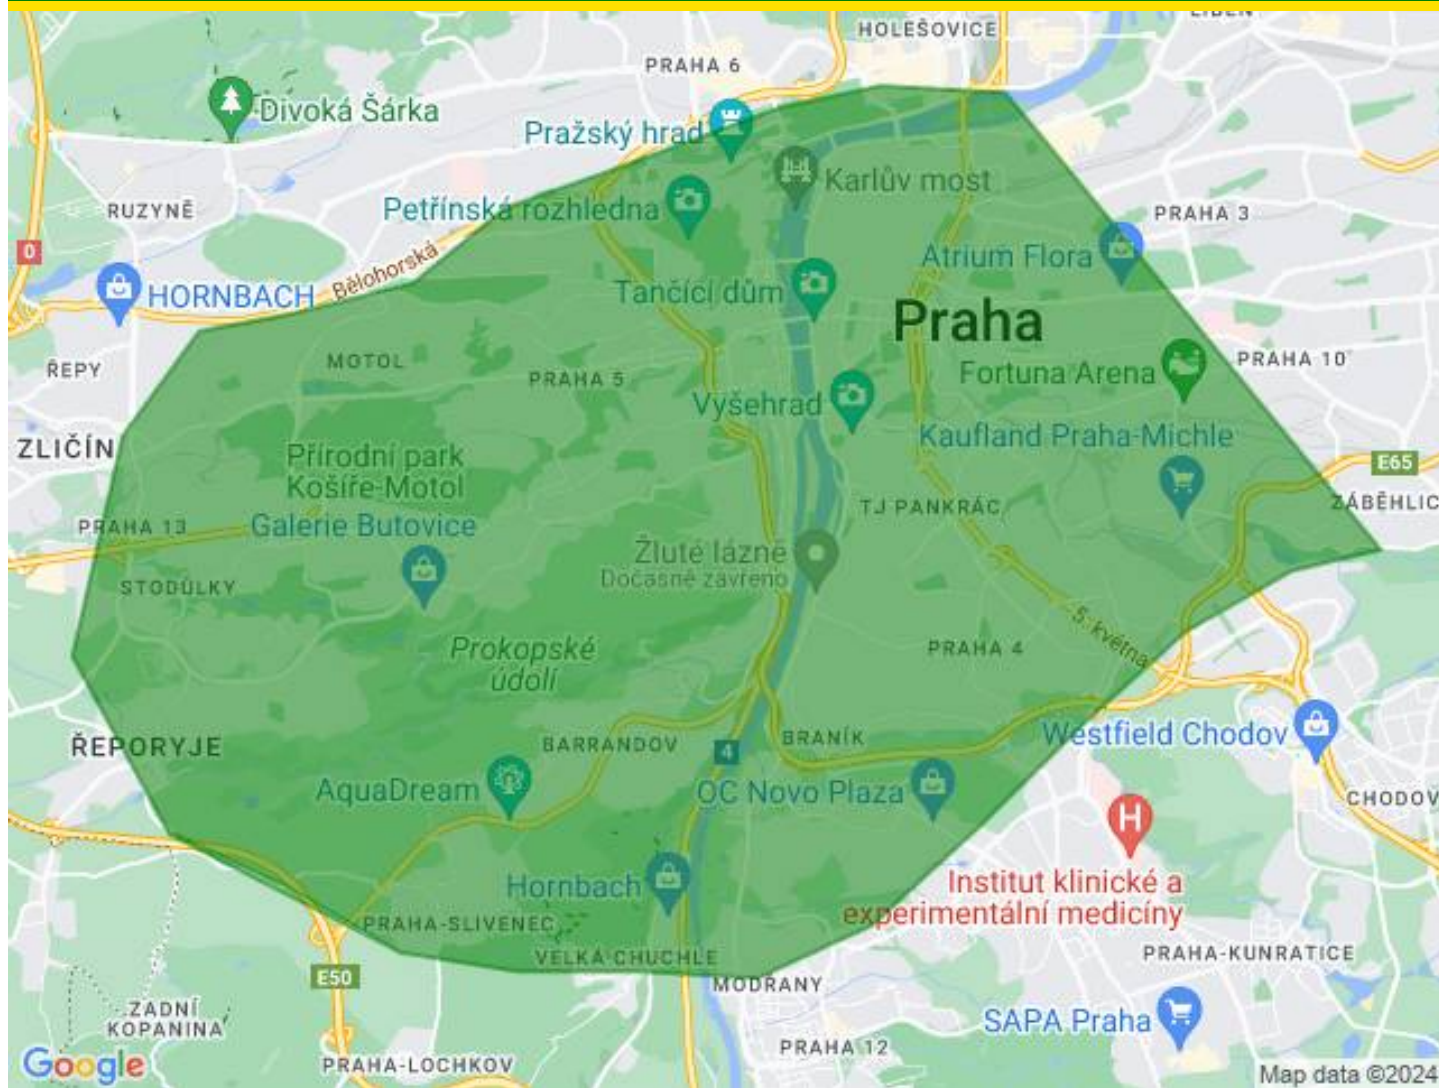 LIBEŇ
HOLEŠOVICE
PRAHA 6
Divoká Šárka
Pražský hrad
Karlův most
Petřínská rozhledna
RUZYNĚ
PRAHA 3
0
Bělohorská
Atrium Flora
HORNBACH
Tančící dům
Praha
MOTOL
PRAHA 5
ŘEPY
Fortuna Arena
PRAHA 10
Vyšehrad
Kaufland Praha-Michle
ZLIČÍN
Přírodní park
Košíře-Motol
E65
ZÁBĚHLIC
TJ PANKRÁC
PRAHA 13
Galerie Butovice
Žluté lázně
Dočasně zavřeno
STODŮLKY
5. května
Prokopské
údolí
PRAHA 4
ŘEPORYJE
BARRANDOV
4
BRANÍK
Westfield Chodov
AquaDream
OC Novo Plaza
CHODOV
H
Hornbach
Institut klinické a
experimentální medicíny
PRAHA-SLIVENEC
VELKÁ CHUCHLE
PRAHA-KUNRATICE
E50
MODŘANY
ZADNÍ
KOPANINA
SAPA Praha
PRAHA 12
Google
PRAHA-LOCHKOV
Map data ©2024